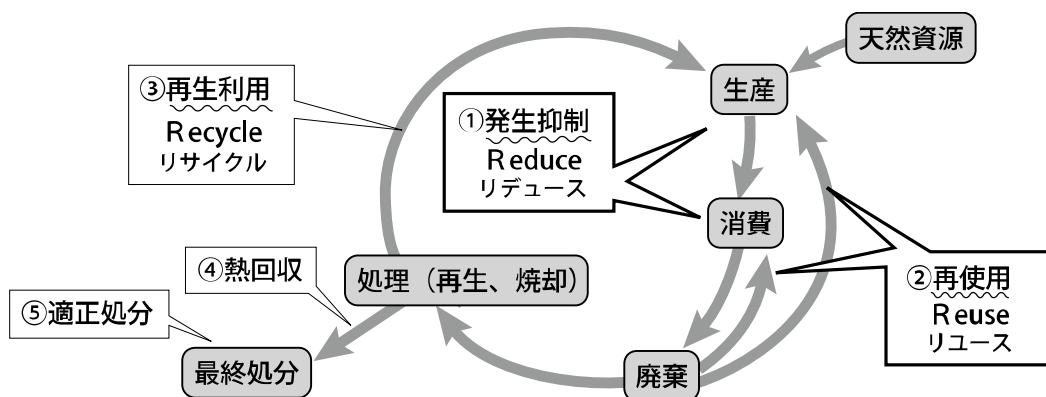 天然資源
生産
③再生利用
Recycle
リサイクル
①発生抑制
Reduce
リデュース
消費
④熱回収
処理（再生、焼却）
②再使用
Reuse
リユース
⑤適正処分
最終処分
廃棄